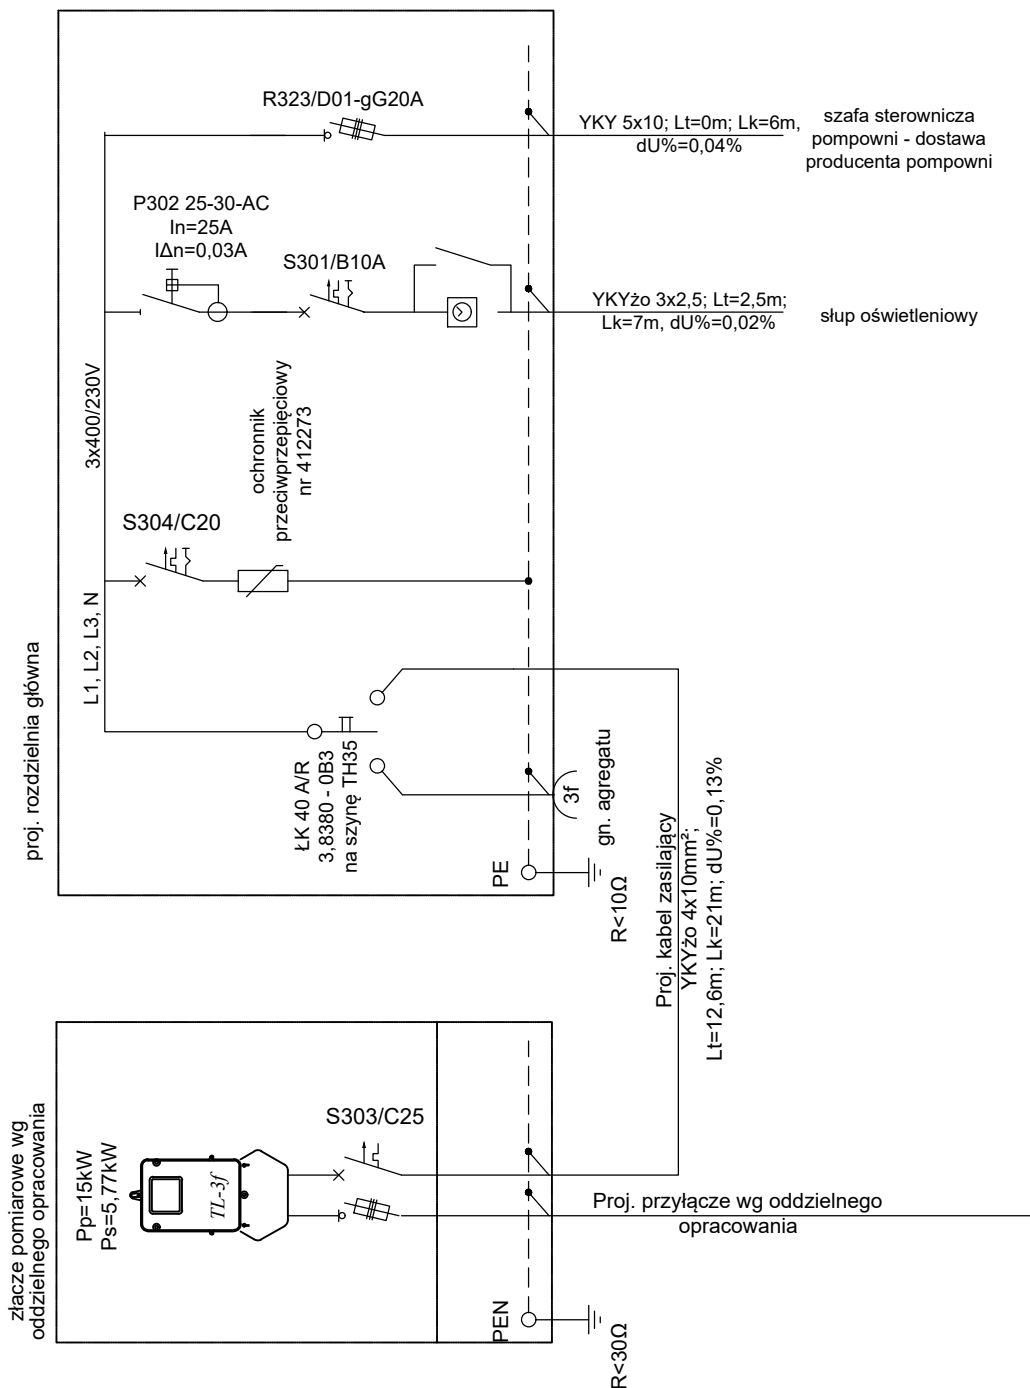 R323/D01-gG20A
YKY 5x10; Lt=0m; Lk=6m,
dU%=0,04%
szafa sterownicza
pompowni - dostawa
producenta pompowni
P302 25-30-AC
In=25A
IΔn=0,03A
S301/B10A
YKYżo 3x2,5; Lt=2,5m;
Lk=7m, dU%=0,02%
słup oświetleniowy
3x400/230V
ochronnik
przeciwprzepięciowy
nr 412273
S304/C20
L1, L2, L3, N
proj. rozdzielnia główna
ŁK 40 A/R
3,8380 - 0B3
na szynę TH35
3f
gn. agregatu
PE
R<10Ω
Proj. kabel zasilający
YKYżo 4x10mm²;
Lt=12,6m; Lk=21m; dU%=0,13%
złacze pomiarowe wg
oddzielnego opracowania
Pp=15kW
Ps=5,77kW
TL-3f
S303/C25
Proj. przyłącze wg oddzielnego
opracowania
PEN
R<30Ω